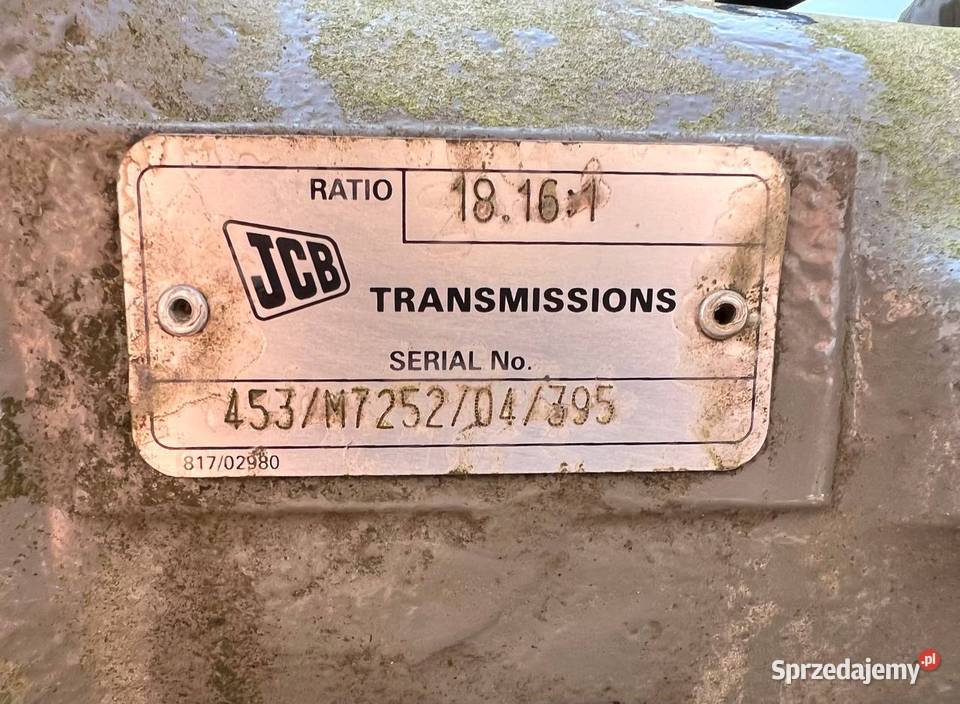 RATIO 18.16:1
JCB
TRANSMISSIONS
SERIAL No.
453/M7252/04/395
817/02980
Sprzedajemy.pl